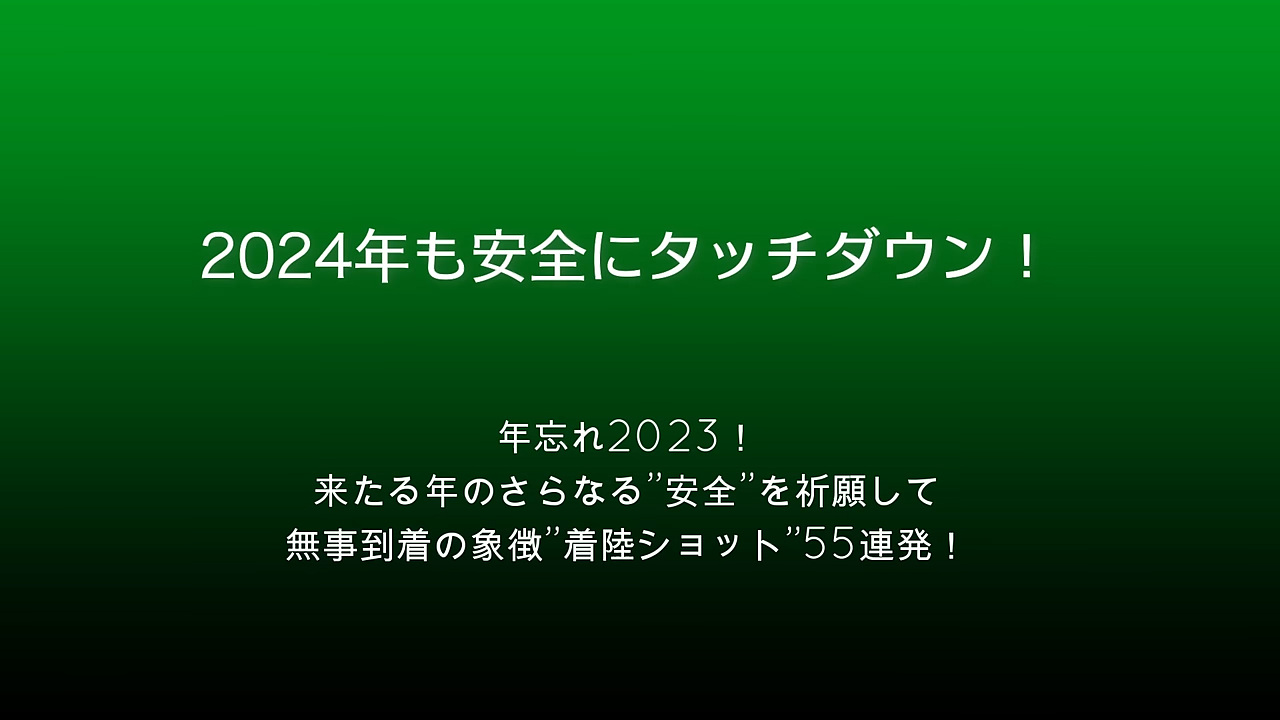 2024年も安全にタッチダウン！
年忘れ2023！
来たる年のさらなる”安全”を祈願して
無事到着の象徴”着陸ショット”55連発！